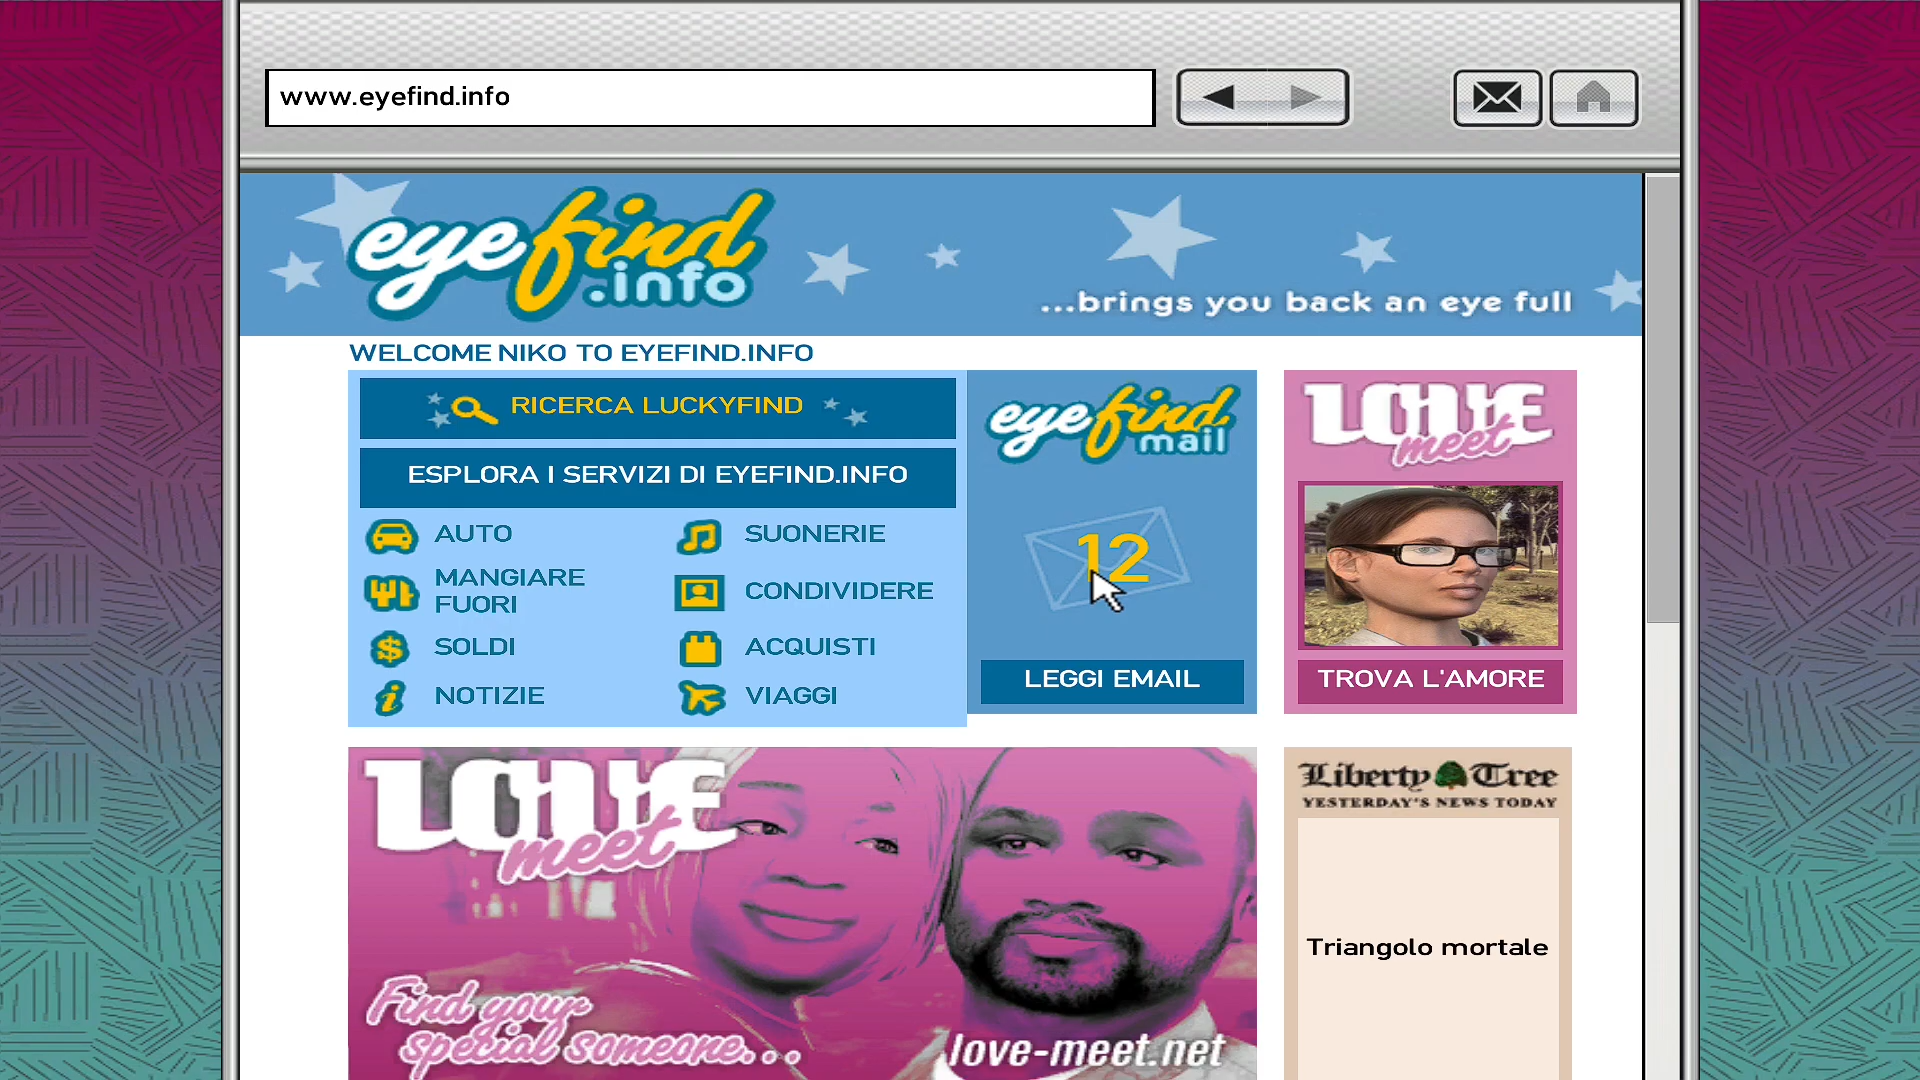 www.eyefind.info
eyefind
.info
...brings you back an eye full
WELCOME NIKO TO EYEFIND.INFO
RICERCA LUCKYFIND
ESPLORA I SERVIZI DI EYEFIND.INFO
AUTO
SUONERIE
MANGIARE
FUORI
CONDIVIDERE
SOLDI
ACQUISTI
NOTIZIE
VIAGGI
eyefind
mail
12
LEGGI EMAIL
LOVE
meet
TROVA L'AMORE
LOVE
meet
Find your
special someone...
love-meet.net
Liberty Tree
YESTERDAY'S NEWS TODAY
Triangolo mortale